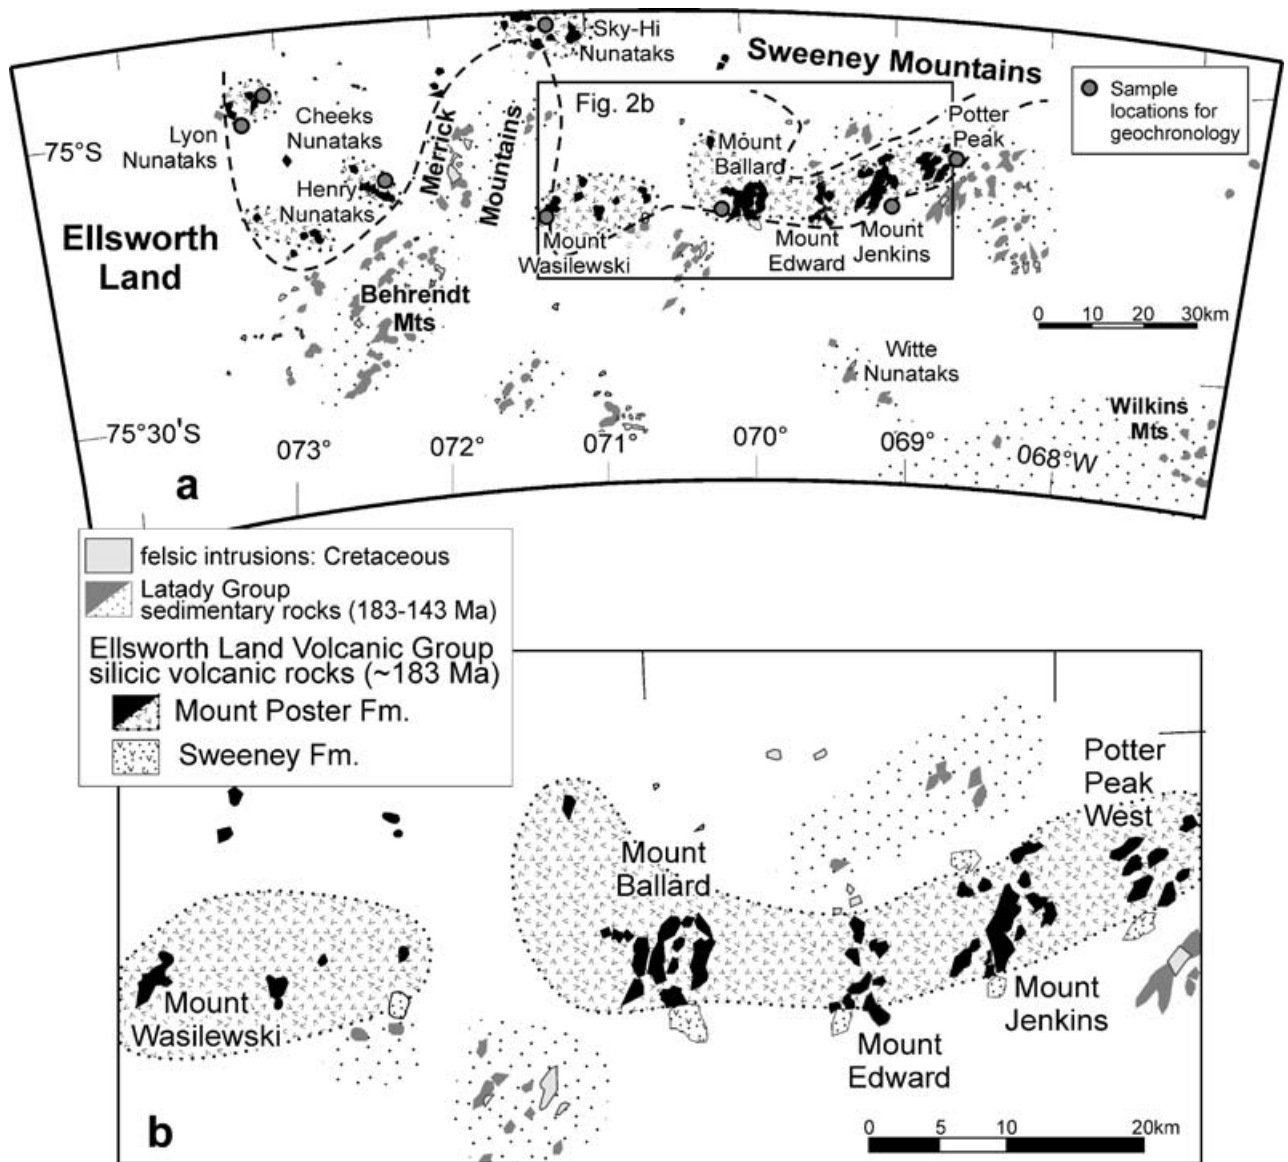 Sky-Hi
Nunataks
Sweeney Mountains
Sample
locations for
geochronology
Fig. 2b
Potter
Peak
Cheeks
Nunataks
Lyon
Nunataks
75°S
Merrick
Mountains
Mount
Ballard
Henry
Nunataks
Ellsworth
Land
Mount
Wasilewski
Mount
Edward
Mount
Jenkins
Behrendt
Mts
0 10 20 30km
Witte
Nunataks
Wilkins
Mts
75°30'S
073°
072°
071°
070°
069°
068°W
a
felsic intrusions: Cretaceous
Latady Group
sedimentary rocks (183-143 Ma)
Ellsworth Land Volcanic Group
silicic volcanic rocks (~183 Ma)
Mount Poster Fm.
Sweeney Fm.
Potter
Peak
West
Mount
Ballard
Mount
Wasilewski
Mount
Jenkins
Mount
Edward
b
0 5 10 20km